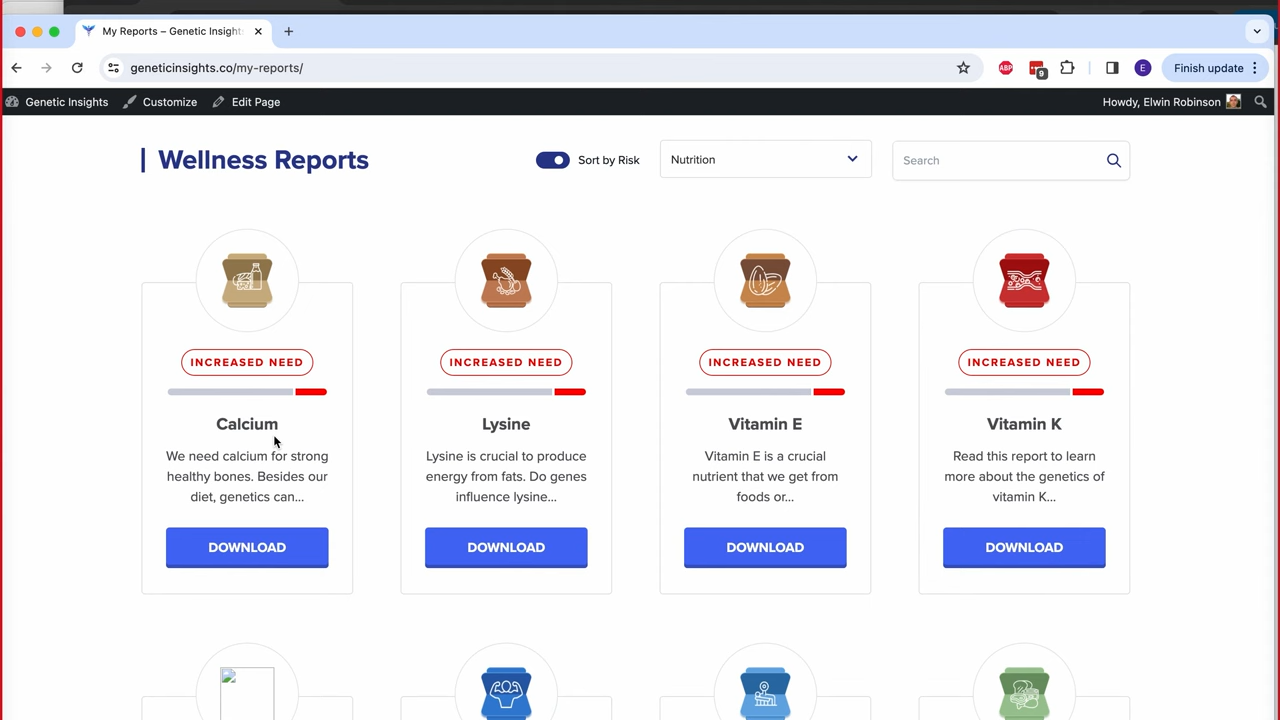 My Reports – Genetic Insight
geneticinsights.co/my-reports/
ABP
9
E
Finish update
Genetic Insights
Customize
Edit Page
Howdy, Elwin Robinson
Wellness Reports
Sort by Risk
Nutrition
Search
INCREASED NEED
Calcium
We need calcium for strong
healthy bones. Besides our
diet, genetics can...
DOWNLOAD
INCREASED NEED
Lysine
Lysine is crucial to produce
energy from fats. Do genes
influence lysine...
DOWNLOAD
INCREASED NEED
Vitamin E
Vitamin E is a crucial
nutrient that we get from
foods or...
DOWNLOAD
INCREASED NEED
Vitamin K
Read this report to learn
more about the genetics of
vitamin K...
DOWNLOAD